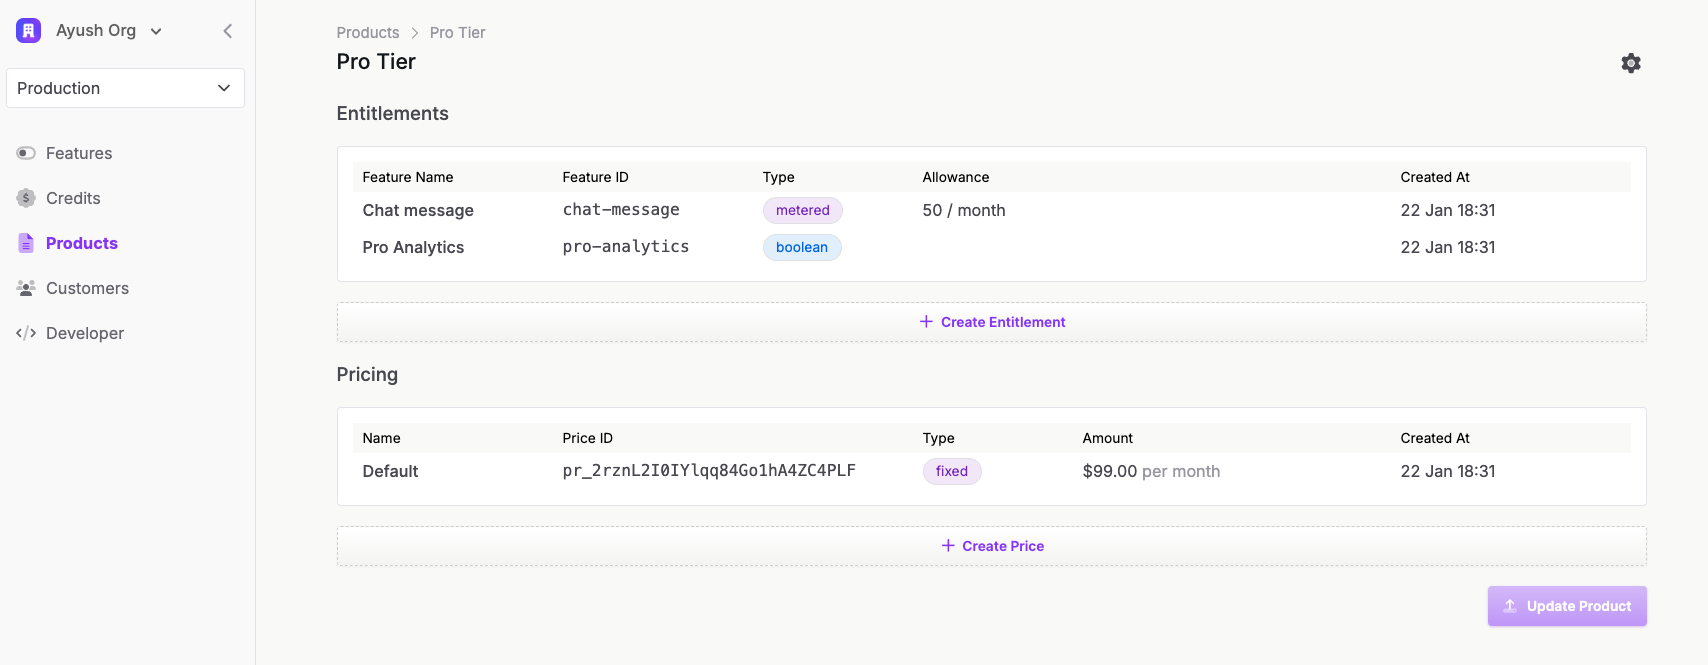 Ayush Org
Production
Features
Credits
Products
Customers
Developer
Products > Pro Tier
Pro Tier
Entitlements
Feature Name Feature ID Type Allowance Created At
Chat message chat-message metered 50 / month 22 Jan 18:31
Pro Analytics pro-analytics boolean 22 Jan 18:31
+ Create Entitlement
Pricing
Name Price ID Type Amount Created At
Default pr_2rznL2I0IYlqq84Go1hA4ZC4PLF fixed $99.00 per month 22 Jan 18:31
+ Create Price
Update Product